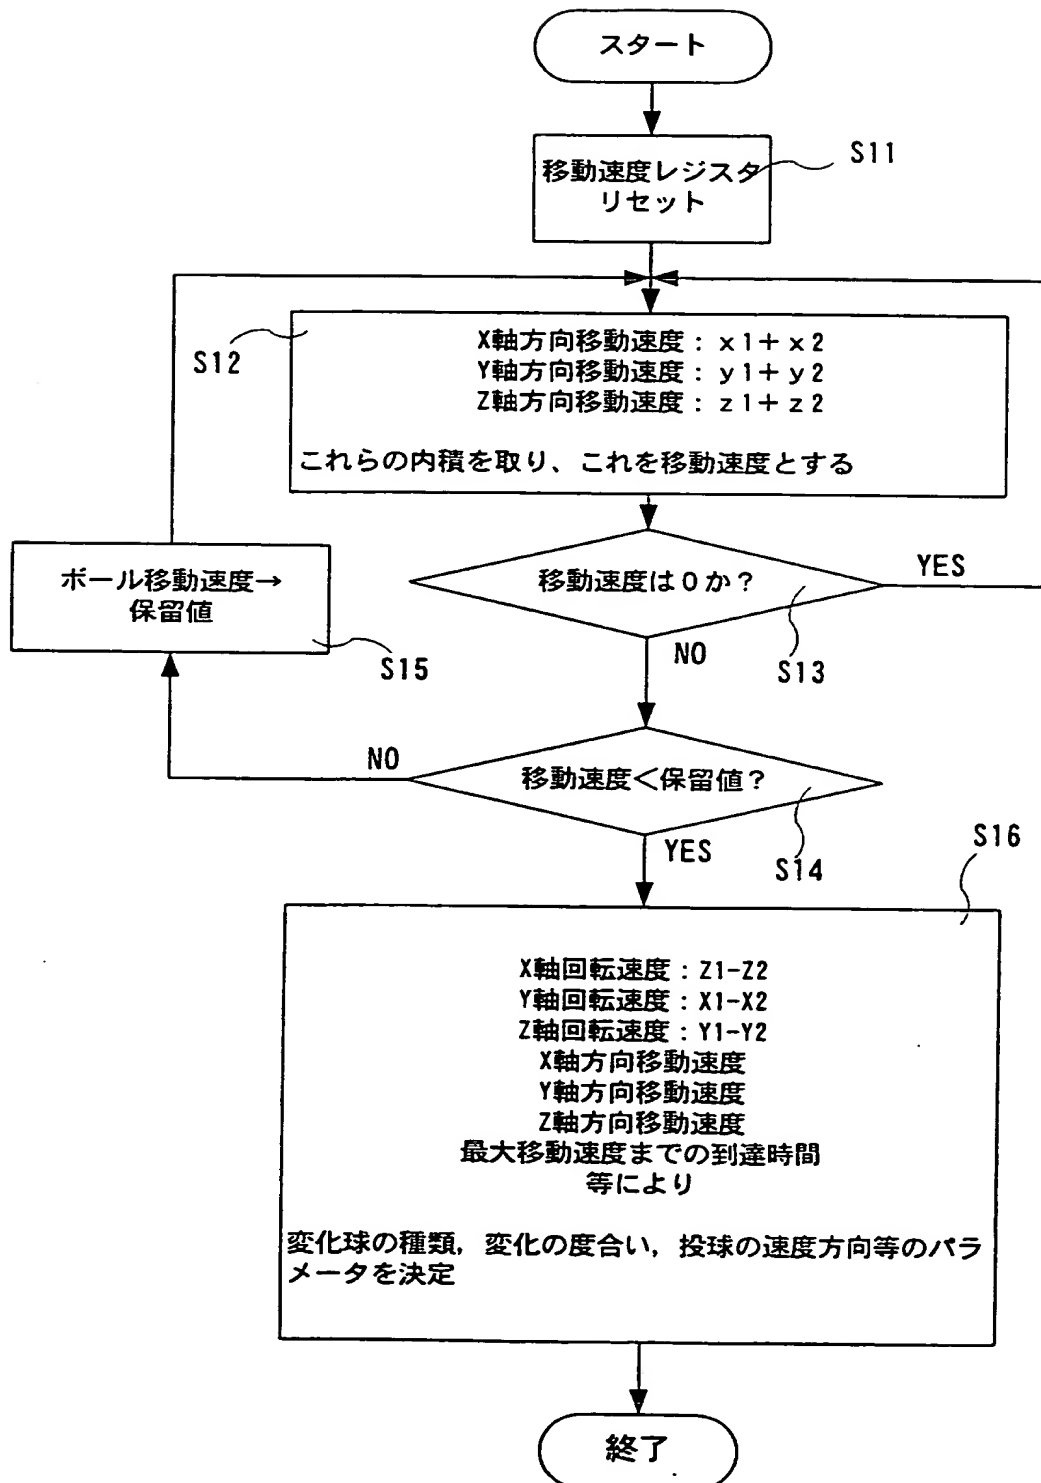 スタート
移動速度レジスタ
リセット
S11
S12
X軸方向移動速度：x1＋x2
Y軸方向移動速度：y1＋y2
Z軸方向移動速度：z1＋z2
これらの内積を取り、これを移動速度とする
移動速度は0か？
YES
S13
NO
ボール移動速度→
保留値
S15
移動速度＜保留値？
NO
YES
S14
S16
X軸回転速度：Z1-Z2
Y軸回転速度：X1-X2
Z軸回転速度：Y1-Y2
X軸方向移動速度
Y軸方向移動速度
Z軸方向移動速度
最大移動速度までの到達時間
等により
変化球の種類，変化の度合い，投球の速度方向等のパラ
メータを決定
終了